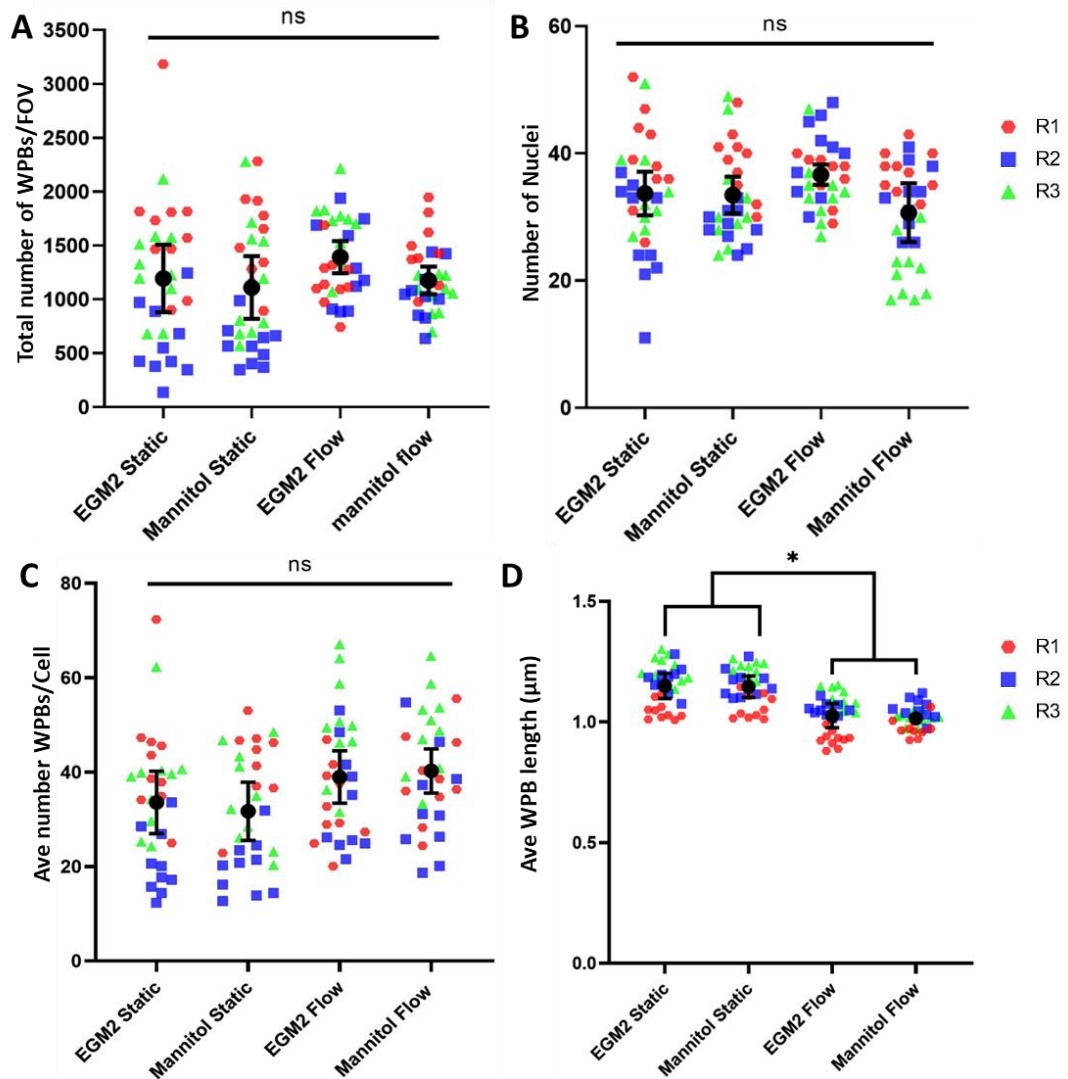 A
ns
Total number of WPBs/FOV
3500
3000
2500
2000
1500
1000
500
0
EGM2 Static
Mannitol Static
EGM2 Flow
mannitol flow
B
ns
Number of Nuclei
60
40
20
0
EGM2 Static
Mannitol Static
EGM2 Flow
Mannitol Flow
R1
R2
R3
C
ns
Ave number WPBs/Cell
80
60
40
20
0
EGM2 Static
Mannitol Static
EGM2 Flow
Mannitol Flow
D
*
Ave WPB length (µm)
1.5
1.0
0.5
0.0
EGM2 Static
Mannitol Static
EGM2 Flow
Mannitol Flow
R1
R2
R3